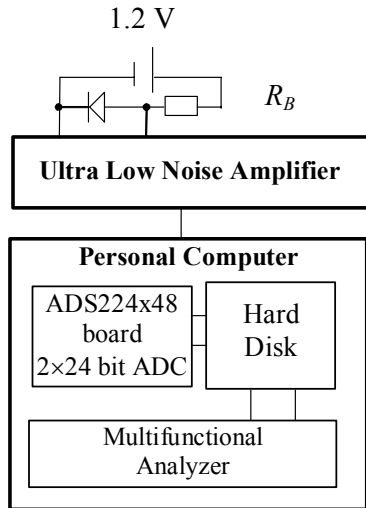 1.2 V
R_B
Ultra Low Noise Amplifier
Personal Computer
ADS224x48
board
2×24 bit ADC
Hard
Disk
Multifunctional
Analyzer